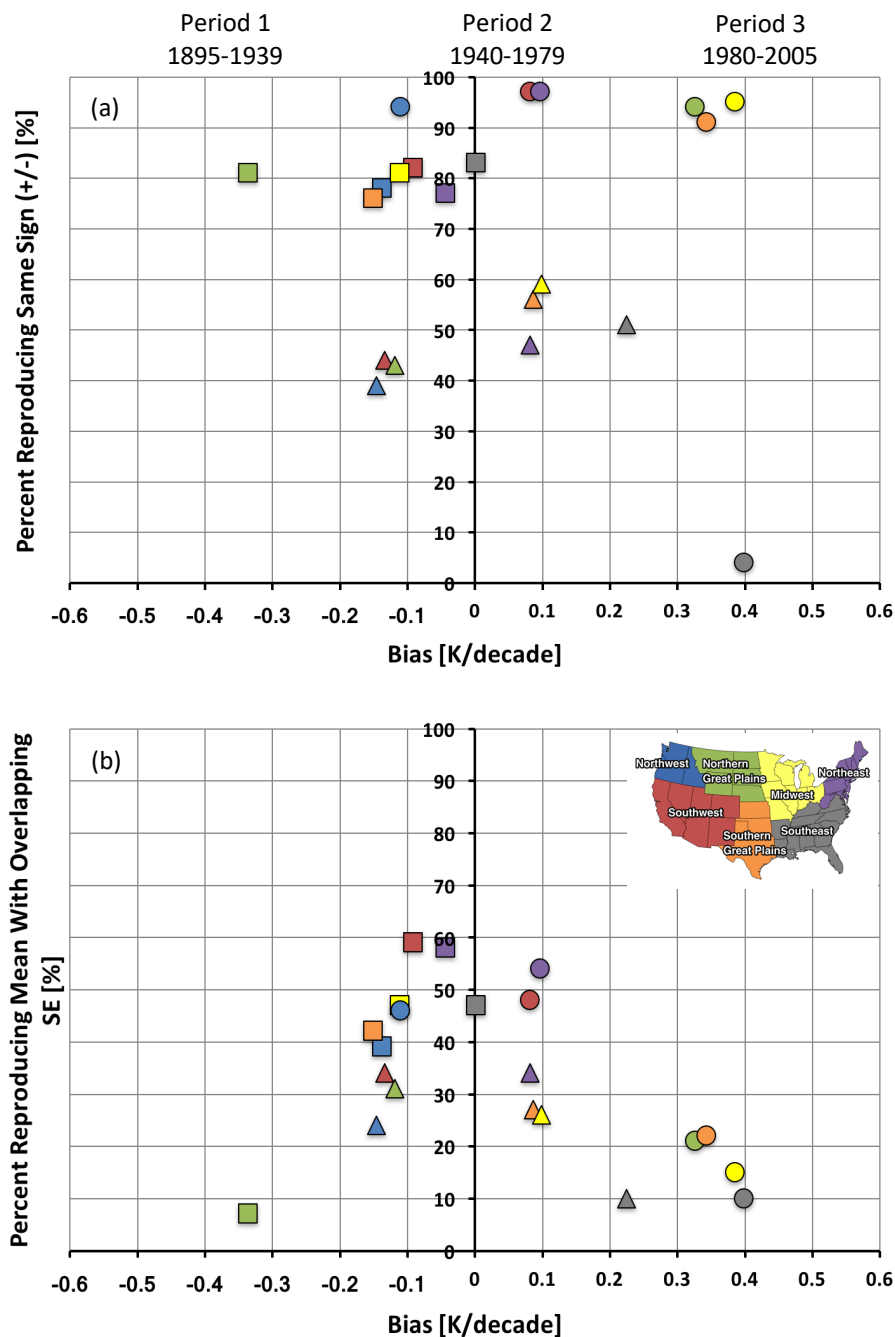 Period 1
1895-1939
Period 2
1940-1979
Period 3
1980-2005
(a)
Percent Reproducing Same Sign (+/-) [%]
100
90
80
70
60
50
40
30
20
10
0
-0.6 -0.5 -0.4 -0.3 -0.2 -0.1 0 0.1 0.2 0.3 0.4 0.5 0.6
Bias [K/decade]
(b)
Percent Reproducing Mean With Overlapping
SE [%]
100
90
80
70
60
50
40
30
20
10
0
Northwest
Northern
Great Plains
Northeast
Midwest
Southwest
Southeast
Southern
Great Plains
-0.6 -0.5 -0.4 -0.3 -0.2 -0.1 0 0.1 0.2 0.3 0.4 0.5 0.6
Bias [K/decade]